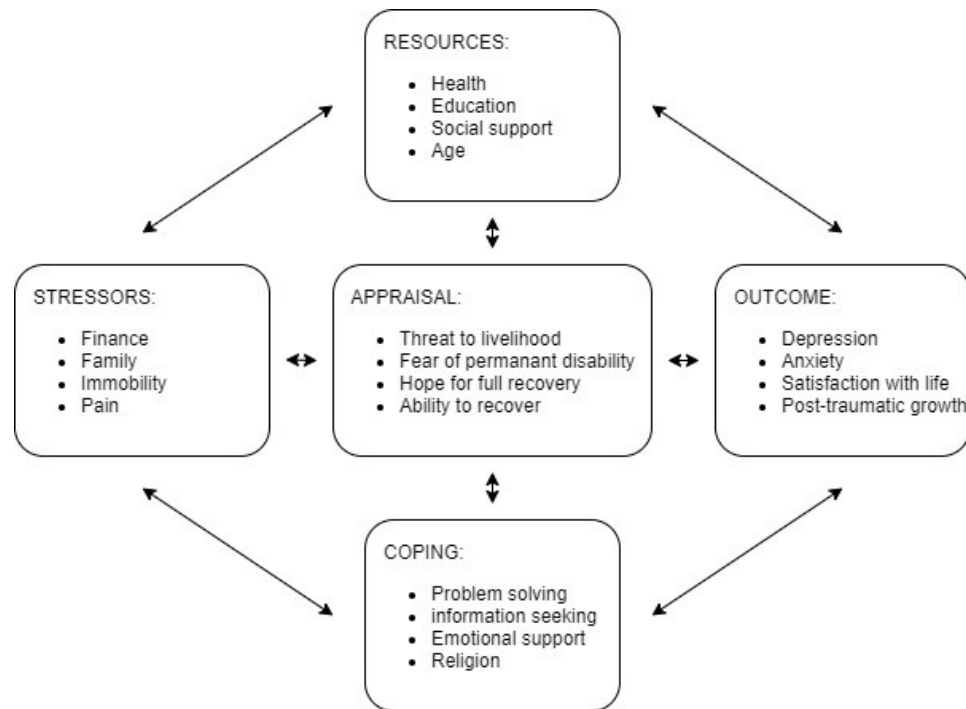 RESOURCES:
Health
Education
Social support
Age
STRESSORS:
Finance
Family
Immobility
Pain
APPRAISAL:
Threat to livelihood
Fear of permanant disability
Hope for full recovery
Ability to recover
OUTCOME:
Depression
Anxiety
Satisfaction with life
Post-traumatic growth
COPING:
Problem solving
information seeking
Emotional support
Religion